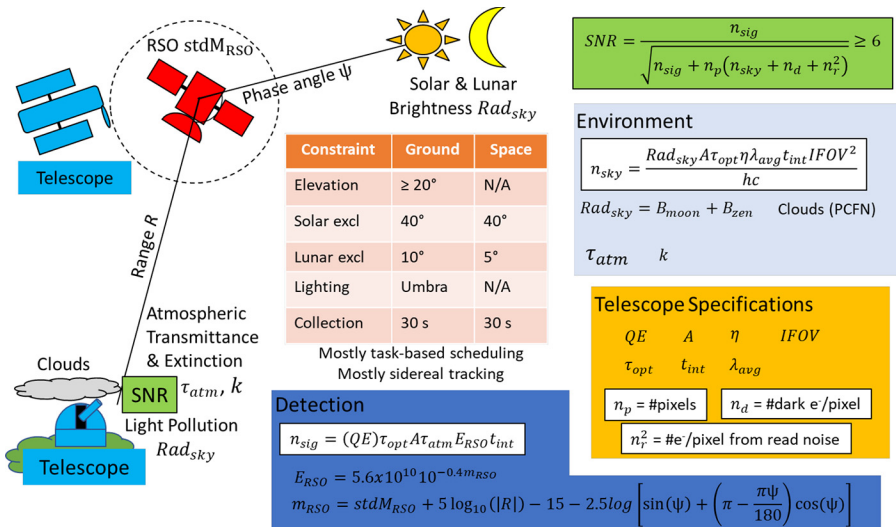 RSO stdM_RSO
Phase angle ψ
Solar & Lunar
Brightness Rad_sky
Telescope
Range R
Atmospheric
Transmittance
& Extinction
τ_atm, k
Clouds
SNR
Light Pollution
Rad_sky
Telescope
Constraint Ground Space
Elevation ≥ 20° N/A
Solar excl 40° 40°
Lunar excl 10° 5°
Lighting Umbra N/A
Collection 30 s 30 s
Mostly task-based scheduling
Mostly sidereal tracking
SNR = n_sig / √(n_sig + n_p(n_sky + n_d + n_r^2)) ≥ 6
Environment
n_sky = Rad_sky Aτ_opt ηλ_avg t_int IFOV^2 / hc
Rad_sky = B_moon + B_zen Clouds (PCFN)
τ_atm k
Telescope Specifications
QE A η IFOV
τ_opt t_int λ_avg
n_p = #pixels n_d = #dark e⁻/pixel
n_r^2 = #e⁻/pixel from read noise
Detection
n_sig = (QE)τ_opt Aτ_atm E_RSO t_int
E_RSO = 5.6x10^10 10^(-0.4m_RSO)
m_RSO = stdM_RSO + 5 log_10(|R|) − 15 − 2.5log [sin(ψ) + (π − πψ/180) cos(ψ)]